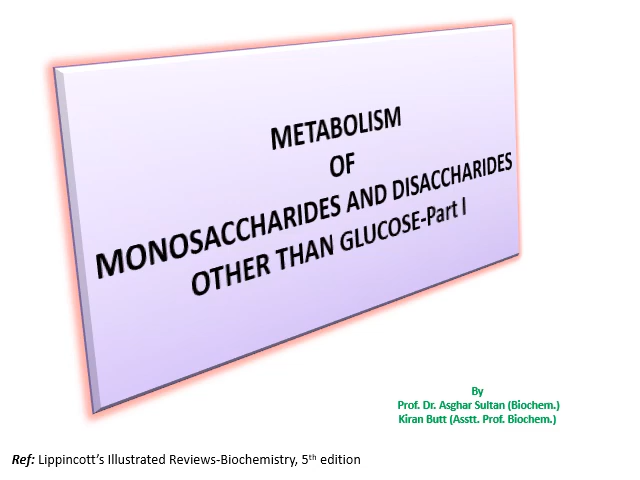 METABOLISM
OF
MONOSACCHARIDES AND DISACCHARIDES
OTHER THAN GLUCOSE-Part I
By
Prof. Dr. Asghar Sultan (Biochem.)
Kiran Butt (Asstt. Prof. Biochem.)
Ref: Lippincott’s Illustrated Reviews-Biochemistry, 5th edition